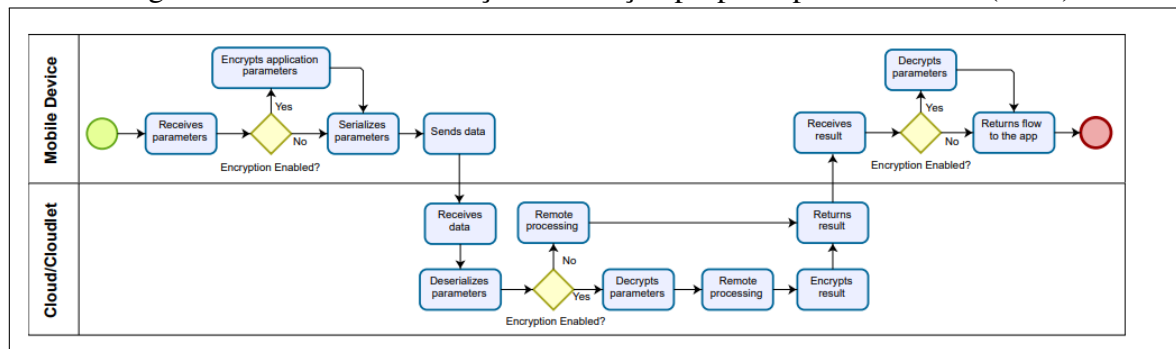 Mobile Device
Encrypts application
parameters
Yes
Receives
parameters
No
Encryption Enabled?
Serializes
parameters
Sends data
Receives
result
Decrypts
parameters
Yes
No
Encryption Enabled?
Returns flow
to the app
Cloud/Cloudlet
Receives
data
Deserializes
parameters
Remote
processing
No
Yes
Encryption Enabled?
Decrypts
parameters
Remote
processing
Encrypts
result
Returns
result